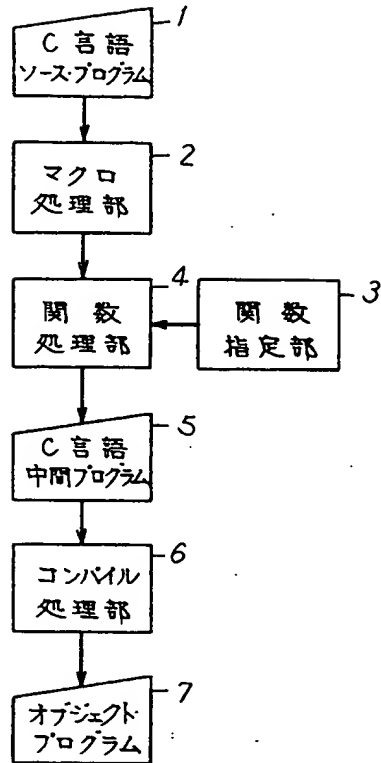 1
C 言語
ソース・プログラム
2
マクロ
処理部
4
関数
処理部
3
関数
指定部
5
C 言語
中間プログラム
6
コンパイル
処理部
7
オブジェクト・
プログラム